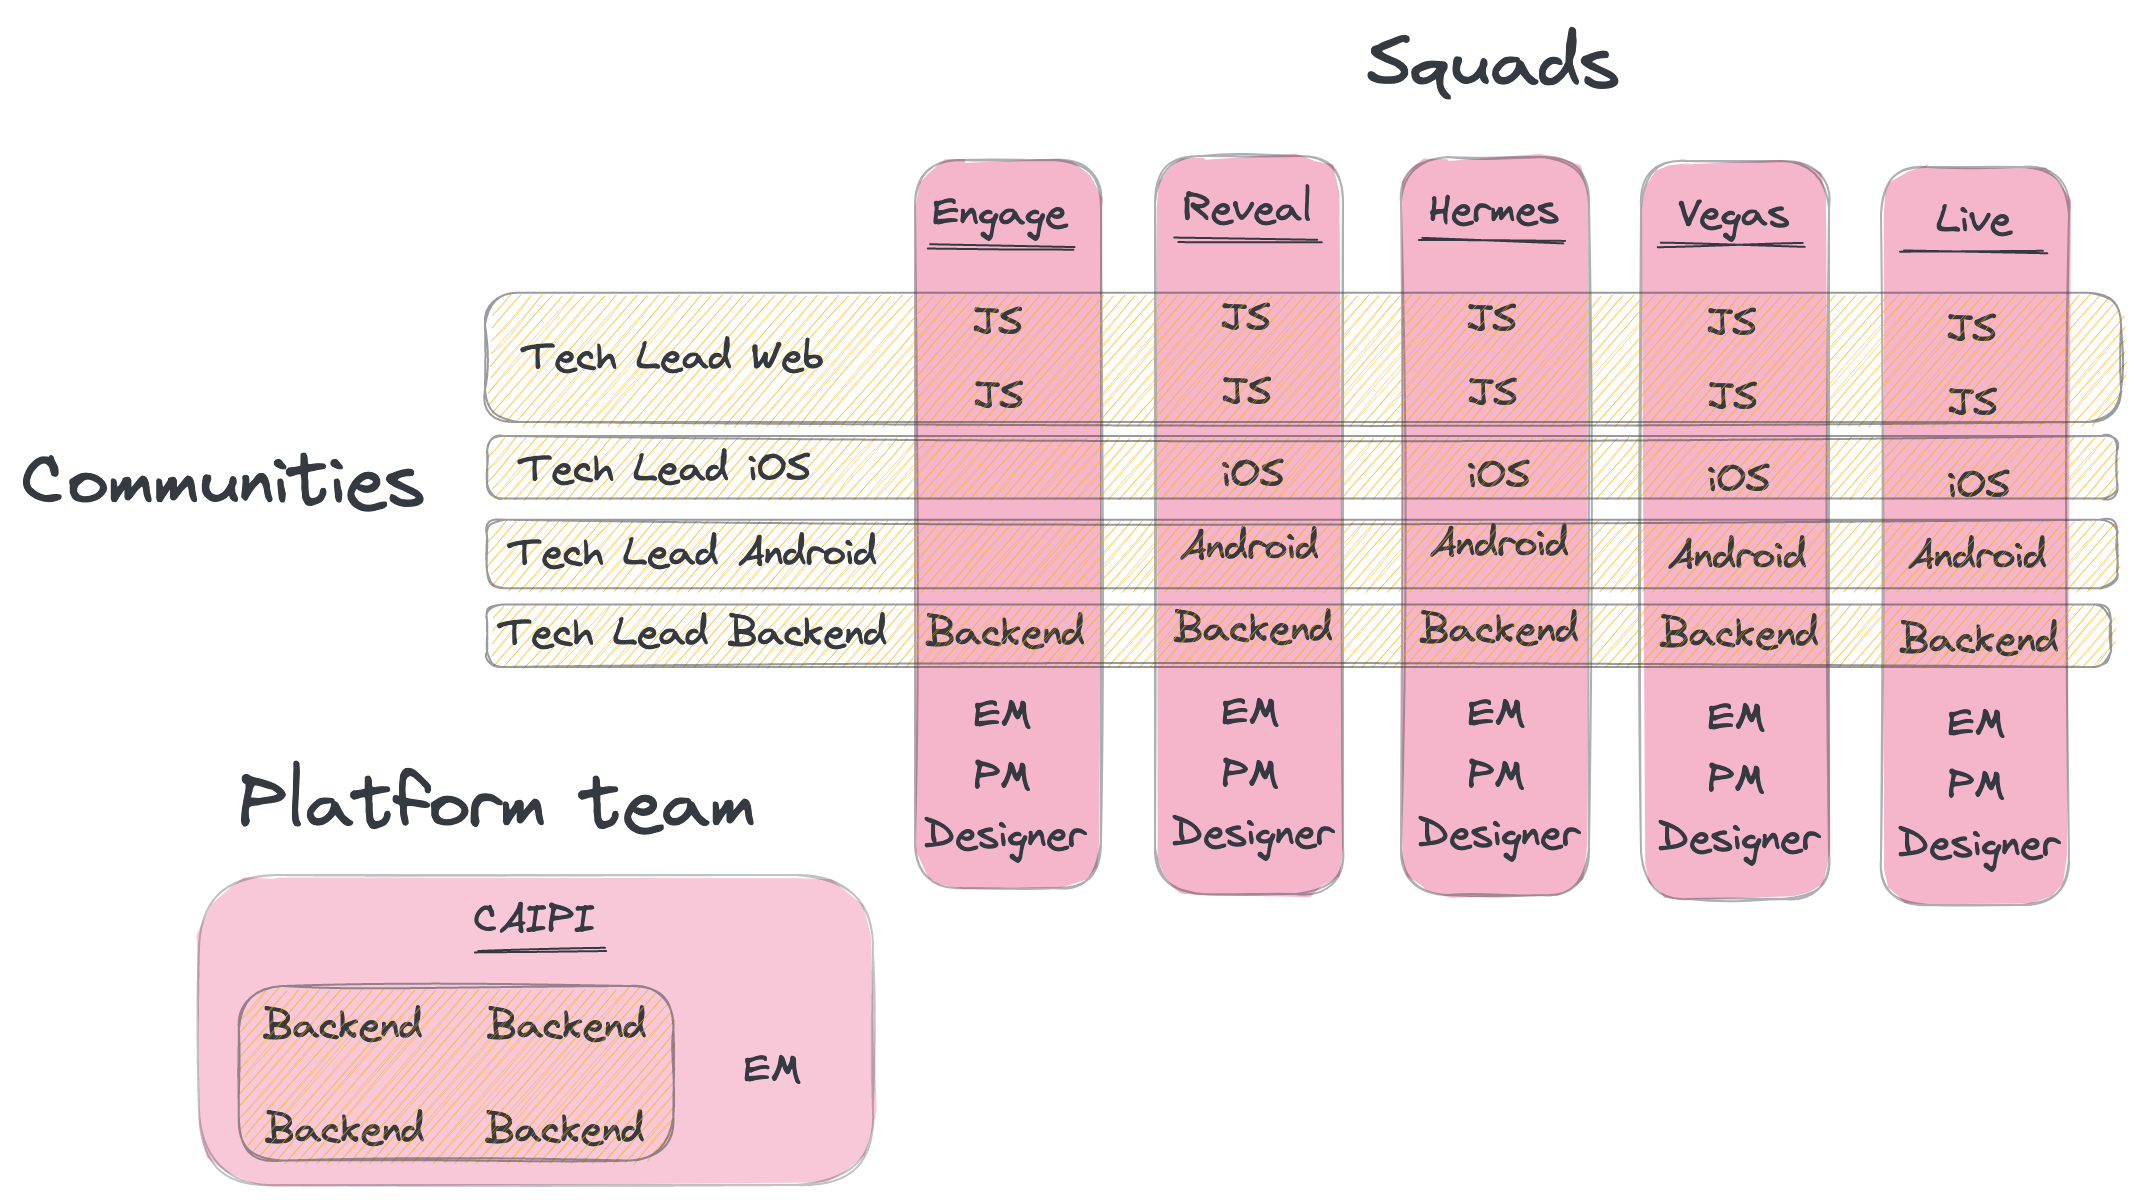 Squads
Engage Reveal Hermes Vegas Live
JS JS JS JS JS
Tech Lead Web
JS JS JS JS JS
Communities
Tech Lead iOS iOS iOS iOS iOS
Tech Lead Android Android Android Android Android
Tech Lead Backend Backend Backend Backend Backend Backend
EM EM EM EM EM
PM PM PM PM PM
Designer Designer Designer Designer Designer
Platform team
CAIPI
Backend Backend
EM
Backend Backend